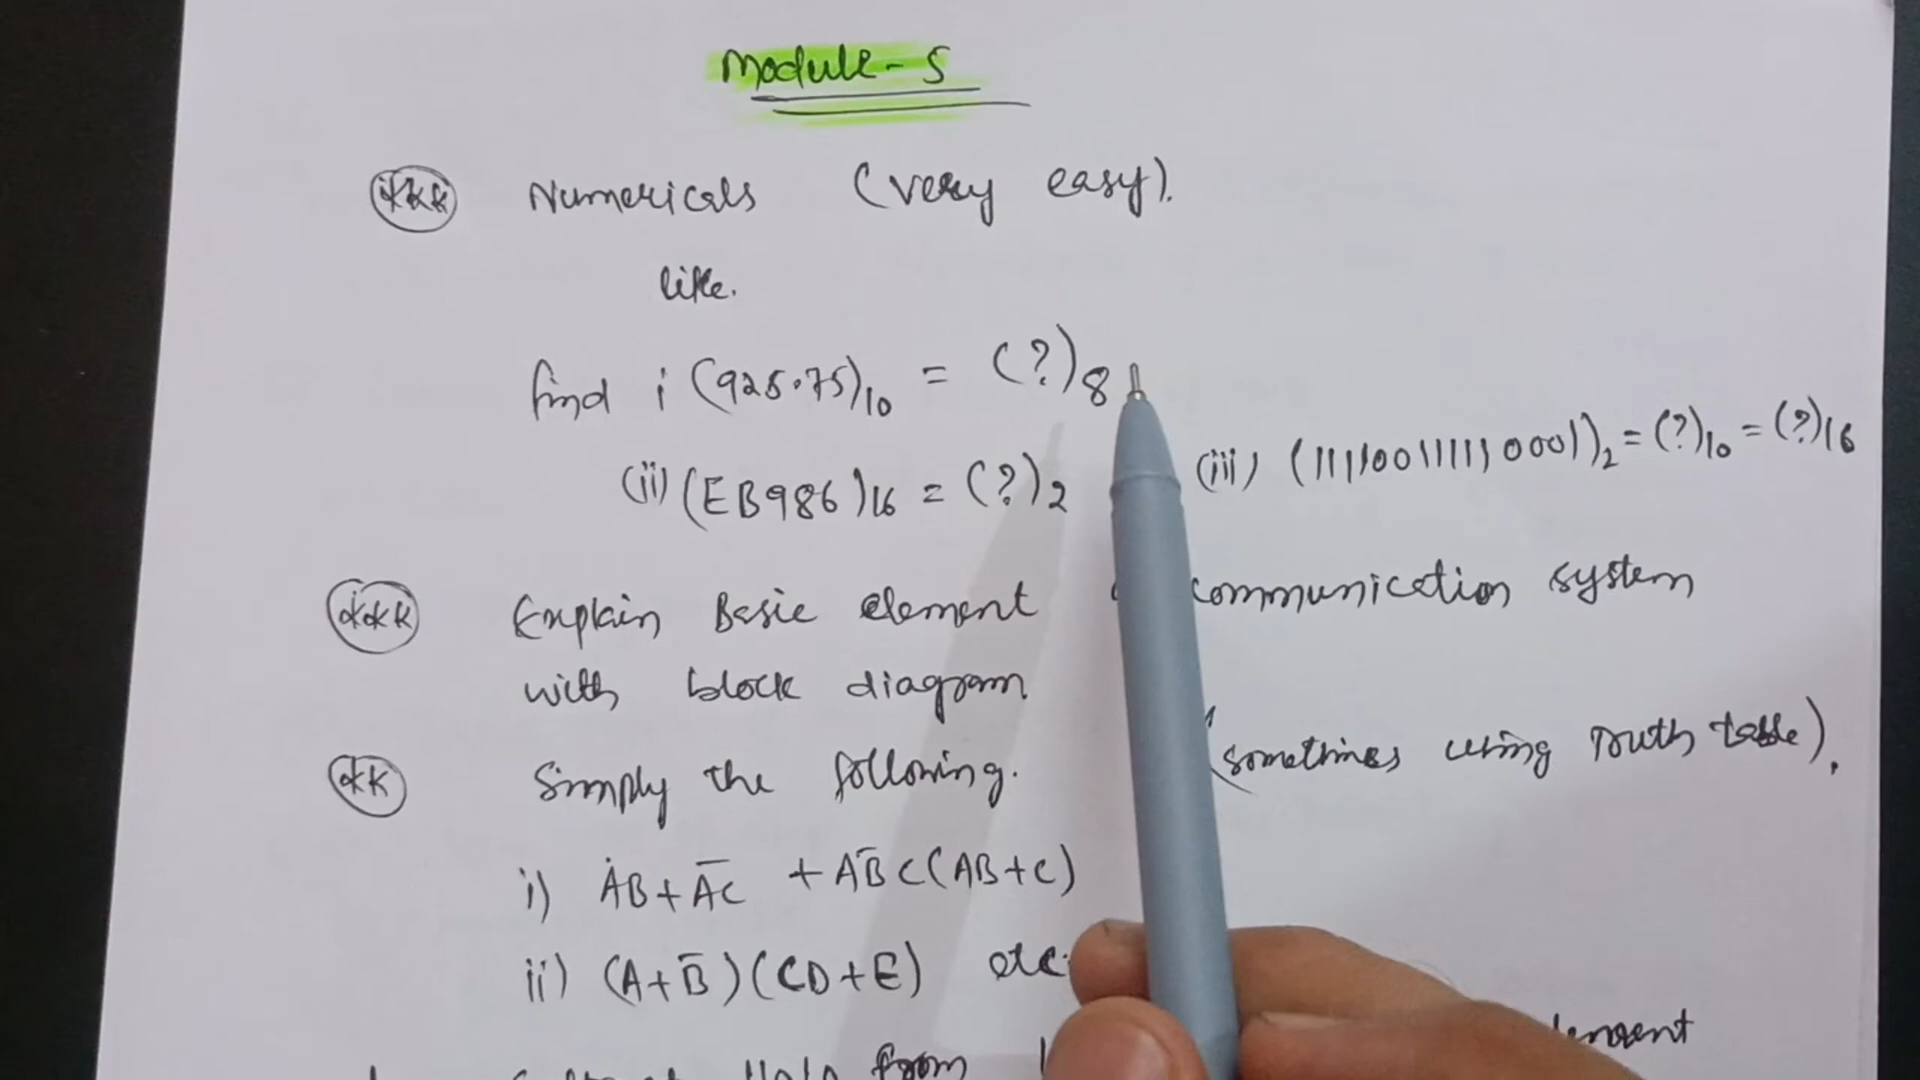 Module-5
*** Numericals (very easy).
like.
find i (925.75)10 = (?)8
(ii) (EB986)16 = (?)2 (iii) (1111001111110001)2 = (?)10 = (?)16
*** Explain Basic element communication system
with block diagram
** Simply the following. (sometimes using Truth table).
i) AB + A̅C̅ + AB̅C(AB+C)
ii) (A+B̅)(CD+E) etc.
from